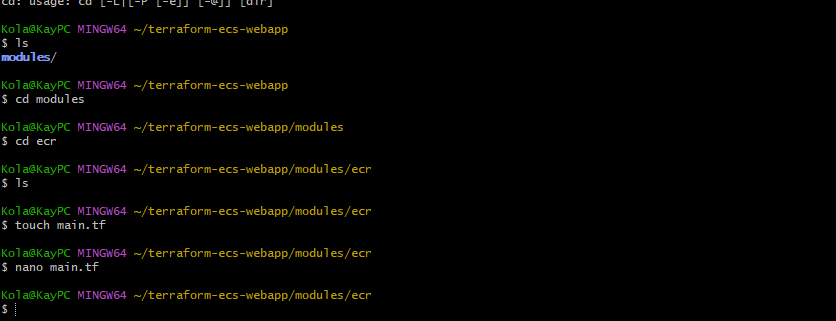 cd: usage: cd [-L|[-P [-e]] [-@]] [dir]
Kola@KayPC MINGW64 ~/terraform-ecs-webapp
$ ls
modules/
Kola@KayPC MINGW64 ~/terraform-ecs-webapp
$ cd modules
Kola@KayPC MINGW64 ~/terraform-ecs-webapp/modules
$ cd ecr
Kola@KayPC MINGW64 ~/terraform-ecs-webapp/modules/ecr
$ ls
Kola@KayPC MINGW64 ~/terraform-ecs-webapp/modules/ecr
$ touch main.tf
Kola@KayPC MINGW64 ~/terraform-ecs-webapp/modules/ecr
$ nano main.tf
Kola@KayPC MINGW64 ~/terraform-ecs-webapp/modules/ecr
$